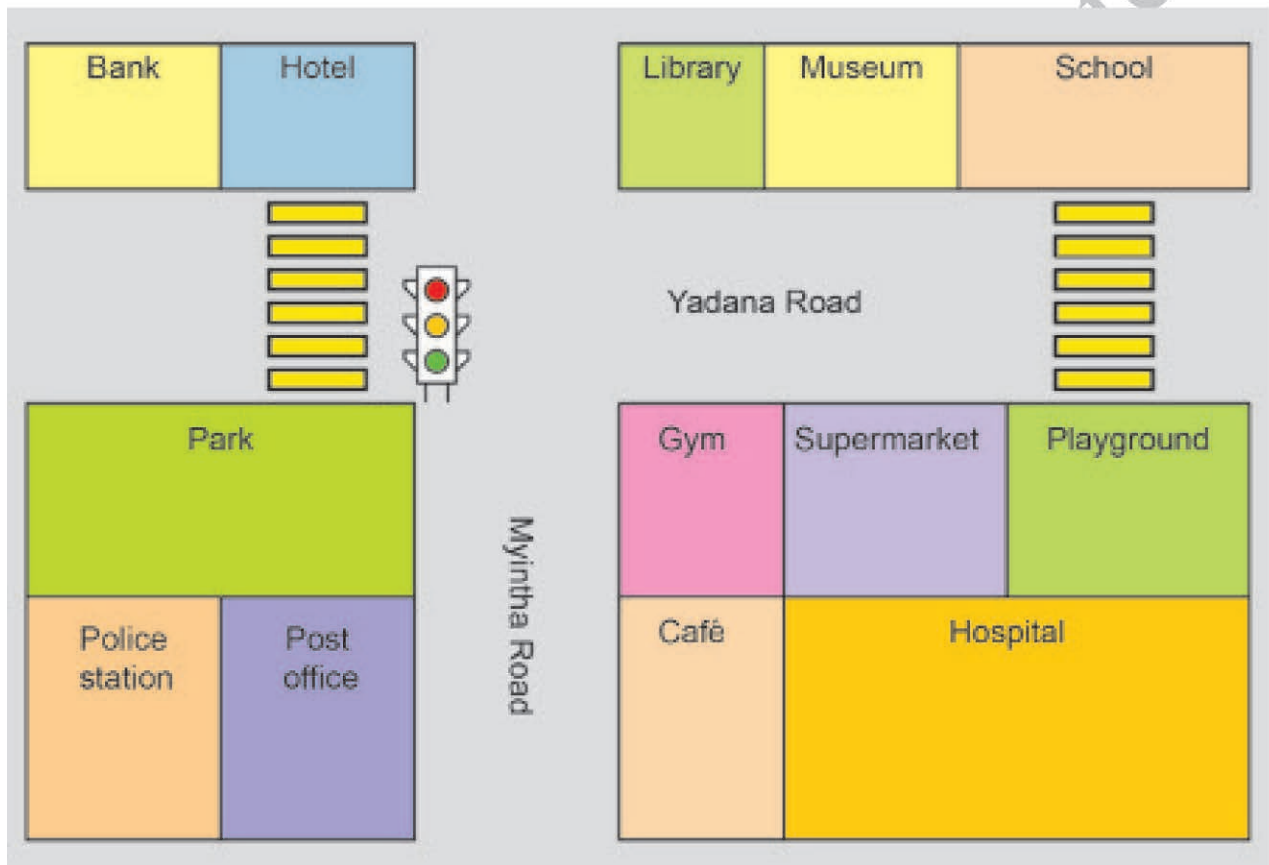 Bank
Hotel
Library
Museum
School
Yadana Road
Park
Gym
Supermarket
Playground
Myintha Road
Police
station
Post
office
Café
Hospital